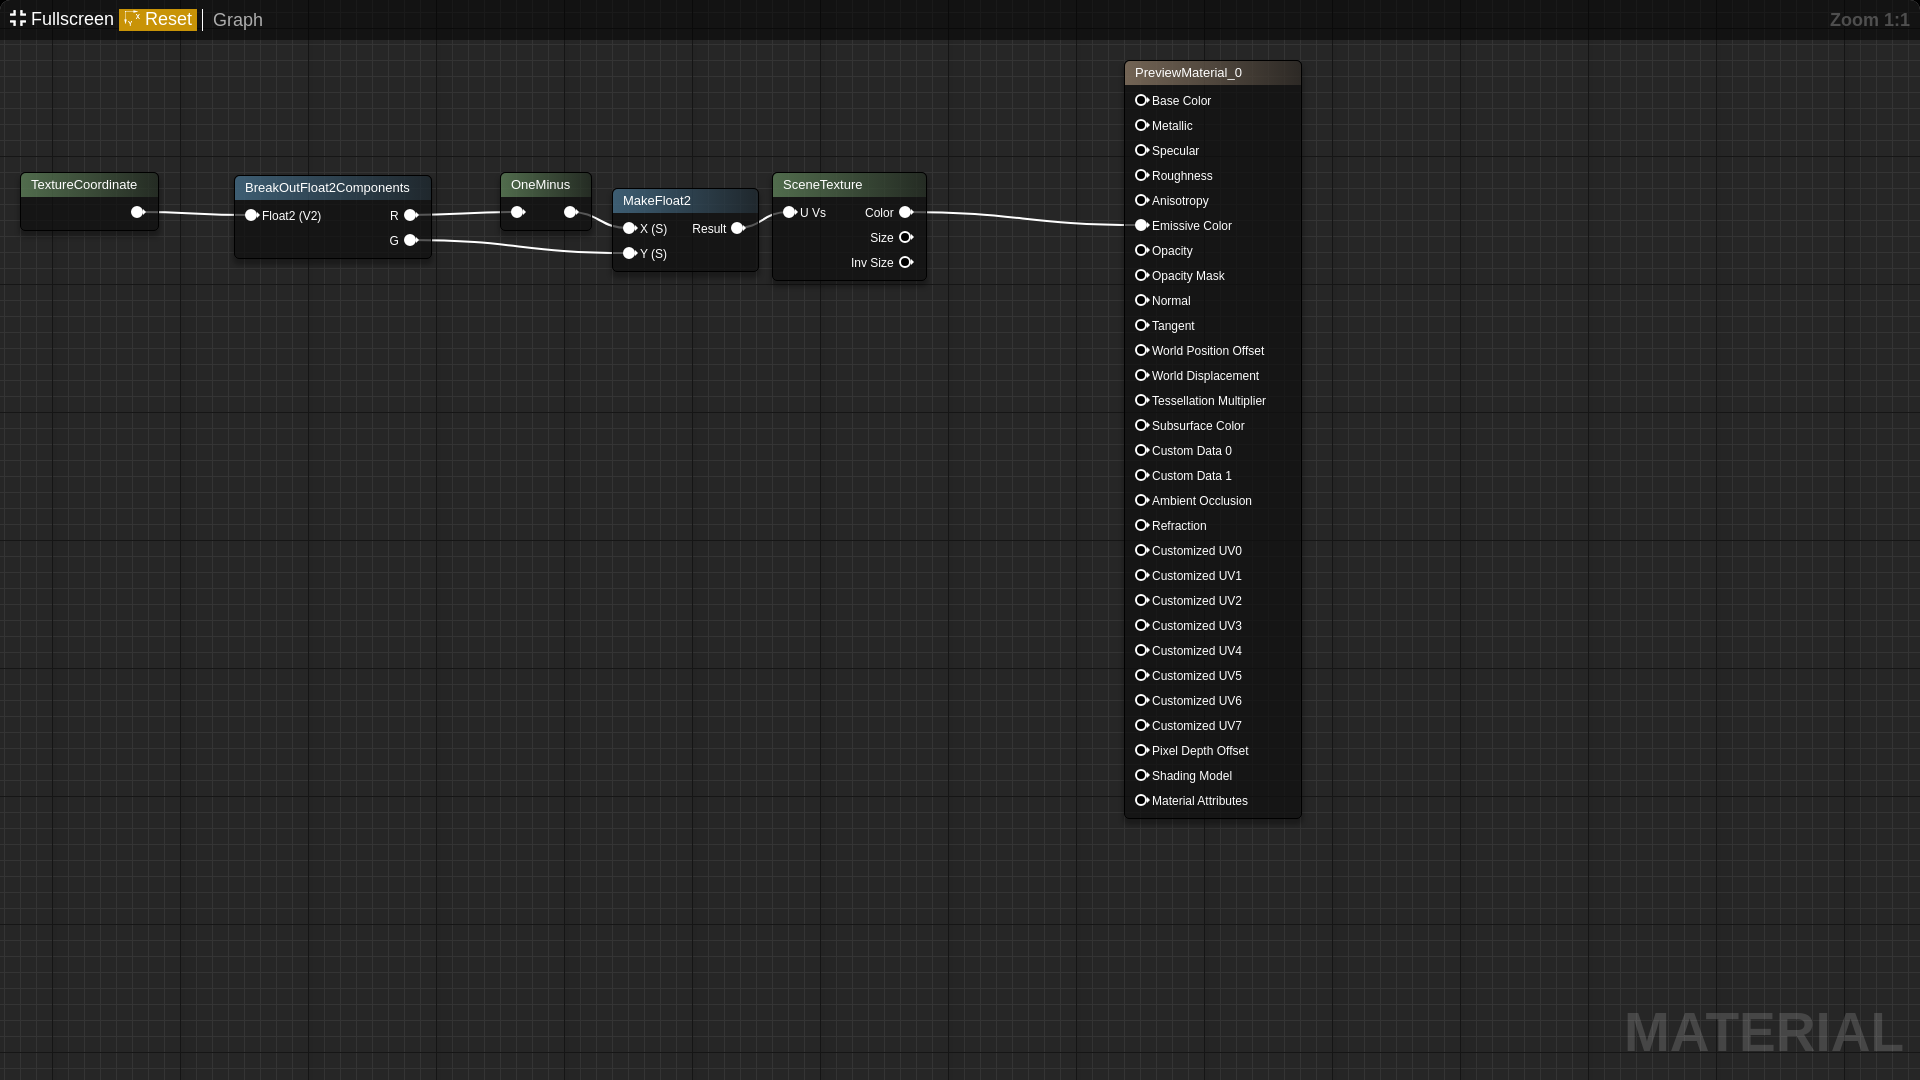 Fullscreen Reset Graph
Zoom 1:1
TextureCoordinate
BreakOutFloat2Components
Float2 (V2) R
G
OneMinus
MakeFloat2
X (S) Result
Y (S)
SceneTexture
U Vs Color
Size
Inv Size
PreviewMaterial_0
Base Color
Metallic
Specular
Roughness
Anisotropy
Emissive Color
Opacity
Opacity Mask
Normal
Tangent
World Position Offset
World Displacement
Tessellation Multiplier
Subsurface Color
Custom Data 0
Custom Data 1
Ambient Occlusion
Refraction
Customized UV0
Customized UV1
Customized UV2
Customized UV3
Customized UV4
Customized UV5
Customized UV6
Customized UV7
Pixel Depth Offset
Shading Model
Material Attributes
MATERIAL